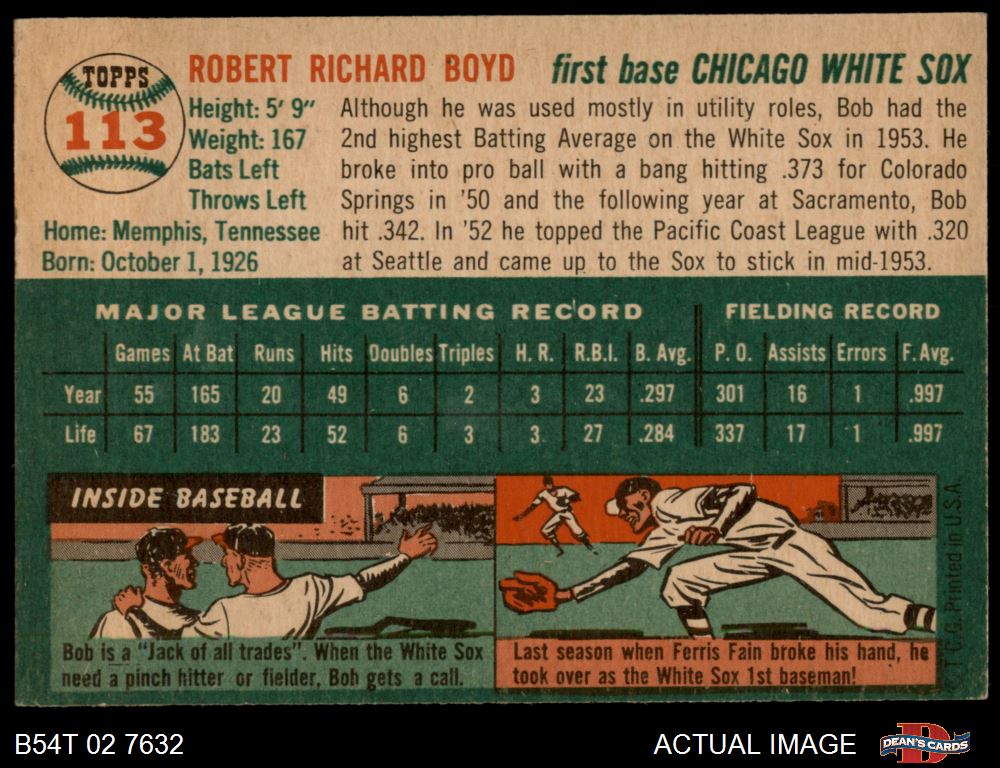 TOPPS
113
ROBERT RICHARD BOYD first base CHICAGO WHITE SOX
Height: 5' 9"
Weight: 167
Bats Left
Throws Left
Home: Memphis, Tennessee
Born: October 1, 1926
Although he was used mostly in utility roles, Bob had the
2nd highest Batting Average on the White Sox in 1953. He
broke into pro ball with a bang hitting .373 for Colorado
Springs in '50 and the following year at Sacramento, Bob
hit .342. In '52 he topped the Pacific Coast League with .320
at Seattle and came up to the Sox to stick in mid-1953.
MAJOR LEAGUE BATTING RECORD FIELDING RECORD
Games At Bat Runs Hits Doubles Triples H. R. R.B.I. B. Avg. P. O. Assists Errors F. Avg.
Year 55 165 20 49 6 2 3 23 .297 301 16 1 .997
Life 67 183 23 52 6 3 3 27 .284 337 17 1 .997
INSIDE BASEBALL
Bob is a "Jack of all trades". When the White Sox
need a pinch hitter or fielder, Bob gets a call.
Last season when Ferris Fain broke his hand, he
took over as the White Sox 1st baseman!
© T. C. G. Printed in U.S.A.
B54T 02 7632
ACTUAL IMAGE
DEAN'S CARDS